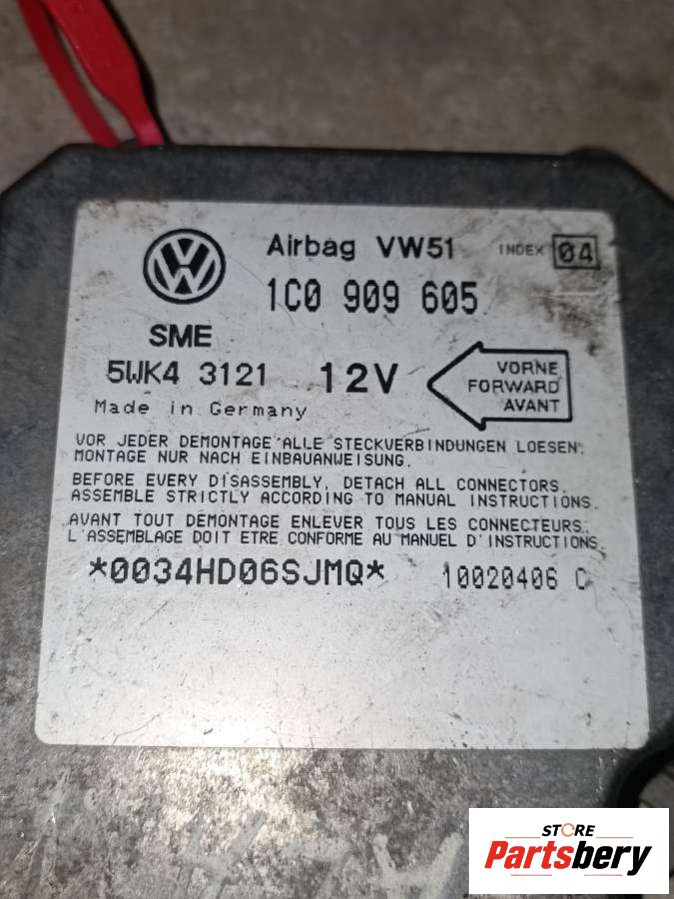 Airbag VW51 INDEX 04
1C0 909 605
SME
5WK4 3121 12V
VORNE
FORWARD
AVANT
Made in Germany
VOR JEDER DEMONTAGE ALLE STECKVERBINDUNGEN LOESEN.
MONTAGE NUR NACH EINBAUANWEISUNG.
BEFORE EVERY DISASSEMBLY, DETACH ALL CONNECTORS.
ASSEMBLE STRICTLY ACCORDING TO MANUAL INSTRUCTIONS.
AVANT TOUT DEMONTAGE ENLEVER TOUS LES CONNECTEURS.
L'ASSEMBLAGE DOIT ETRE CONFORME AU MANUEL D'INSTRUCTIONS.
*0034HD06SJMQ* 10020406 C
STORE
Partsbery